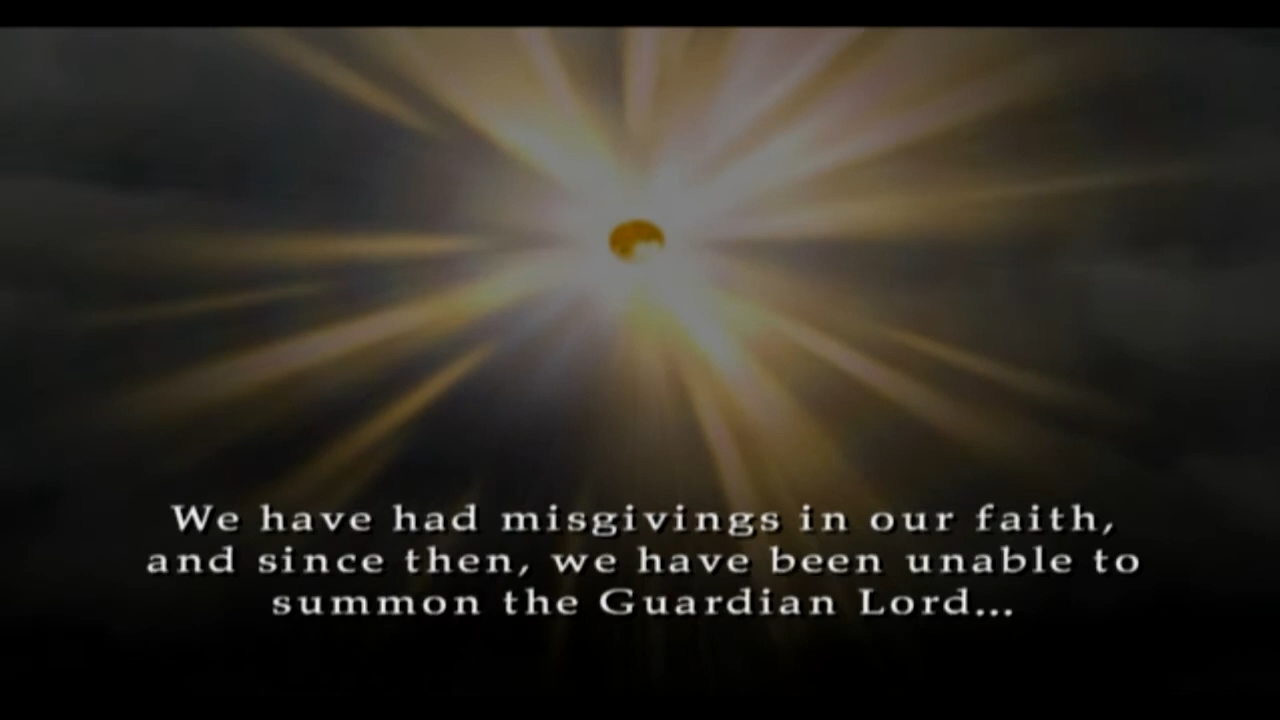 We have had misgivings in our faith,
and since then, we have been unable to
summon the Guardian Lord...